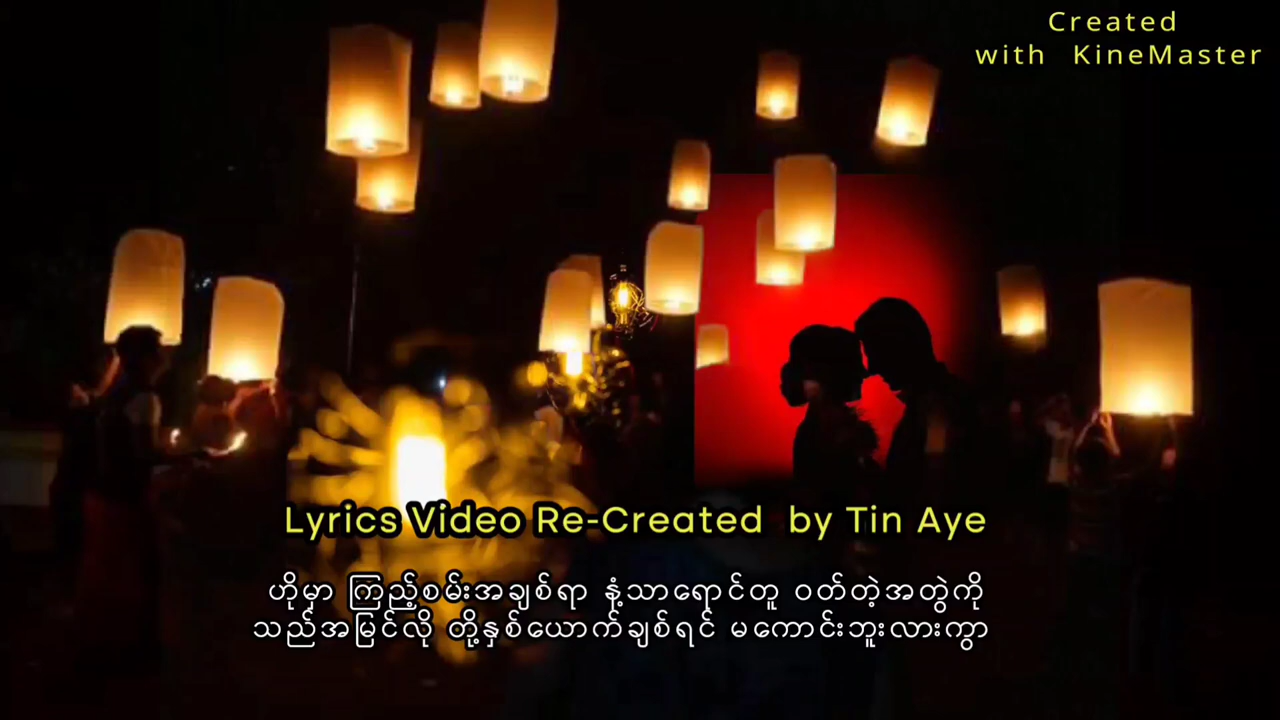 Created
with KineMaster
Lyrics Video Re-Created by Tin Aye
ဟိုမှာ ကြည့်စမ်းအချစ်ရာ နံ့သာရောင်တူ ဝတ်တဲ့အတွဲကို
သည်အမြင်လို တို့နှစ်ယောက်ချစ်ရင် မကောင်းဘူးလားကွာ